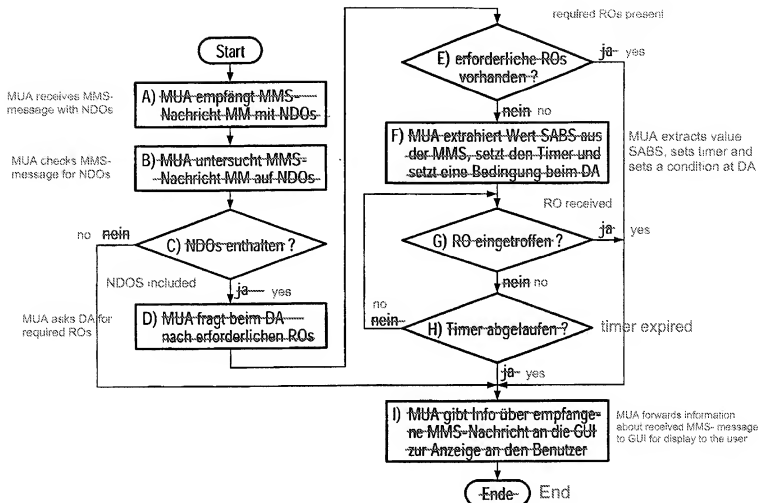 Start
MUA receives MMS-
message with NDOs
A) MUA empfängt MMS-
Nachricht MM mit NDOs
MUA checks MMS-
message for NDOs
B) MUA untersucht MMS-
Nachricht MM auf NDOs
no nein
C) NDOs enthalten ?
NDOS included
ja yes
MUA asks DA for
required ROs
D) MUA fragt beim DA
nach erforderlichen ROs
required ROs present
E) erforderliche ROs
vorhanden ?
ja yes
nein no
F) MUA extrahiert Wert SABS aus
der MMS, setzt den Timer und
setzt eine Bedingung beim DA
MUA extracts value
SABS, sets timer and
sets a condition at DA
RO received
G) RO eingetroffen ?
ja yes
nein no
no
nein
H) Timer abgelaufen ?
timer expired
ja yes
I) MUA gibt Info über empfange-
ne MMS-Nachricht an die GUI
zur Anzeige an den Benutzer
MUA forwards information
about received MMS- message
to GUI for display to the user
Ende End